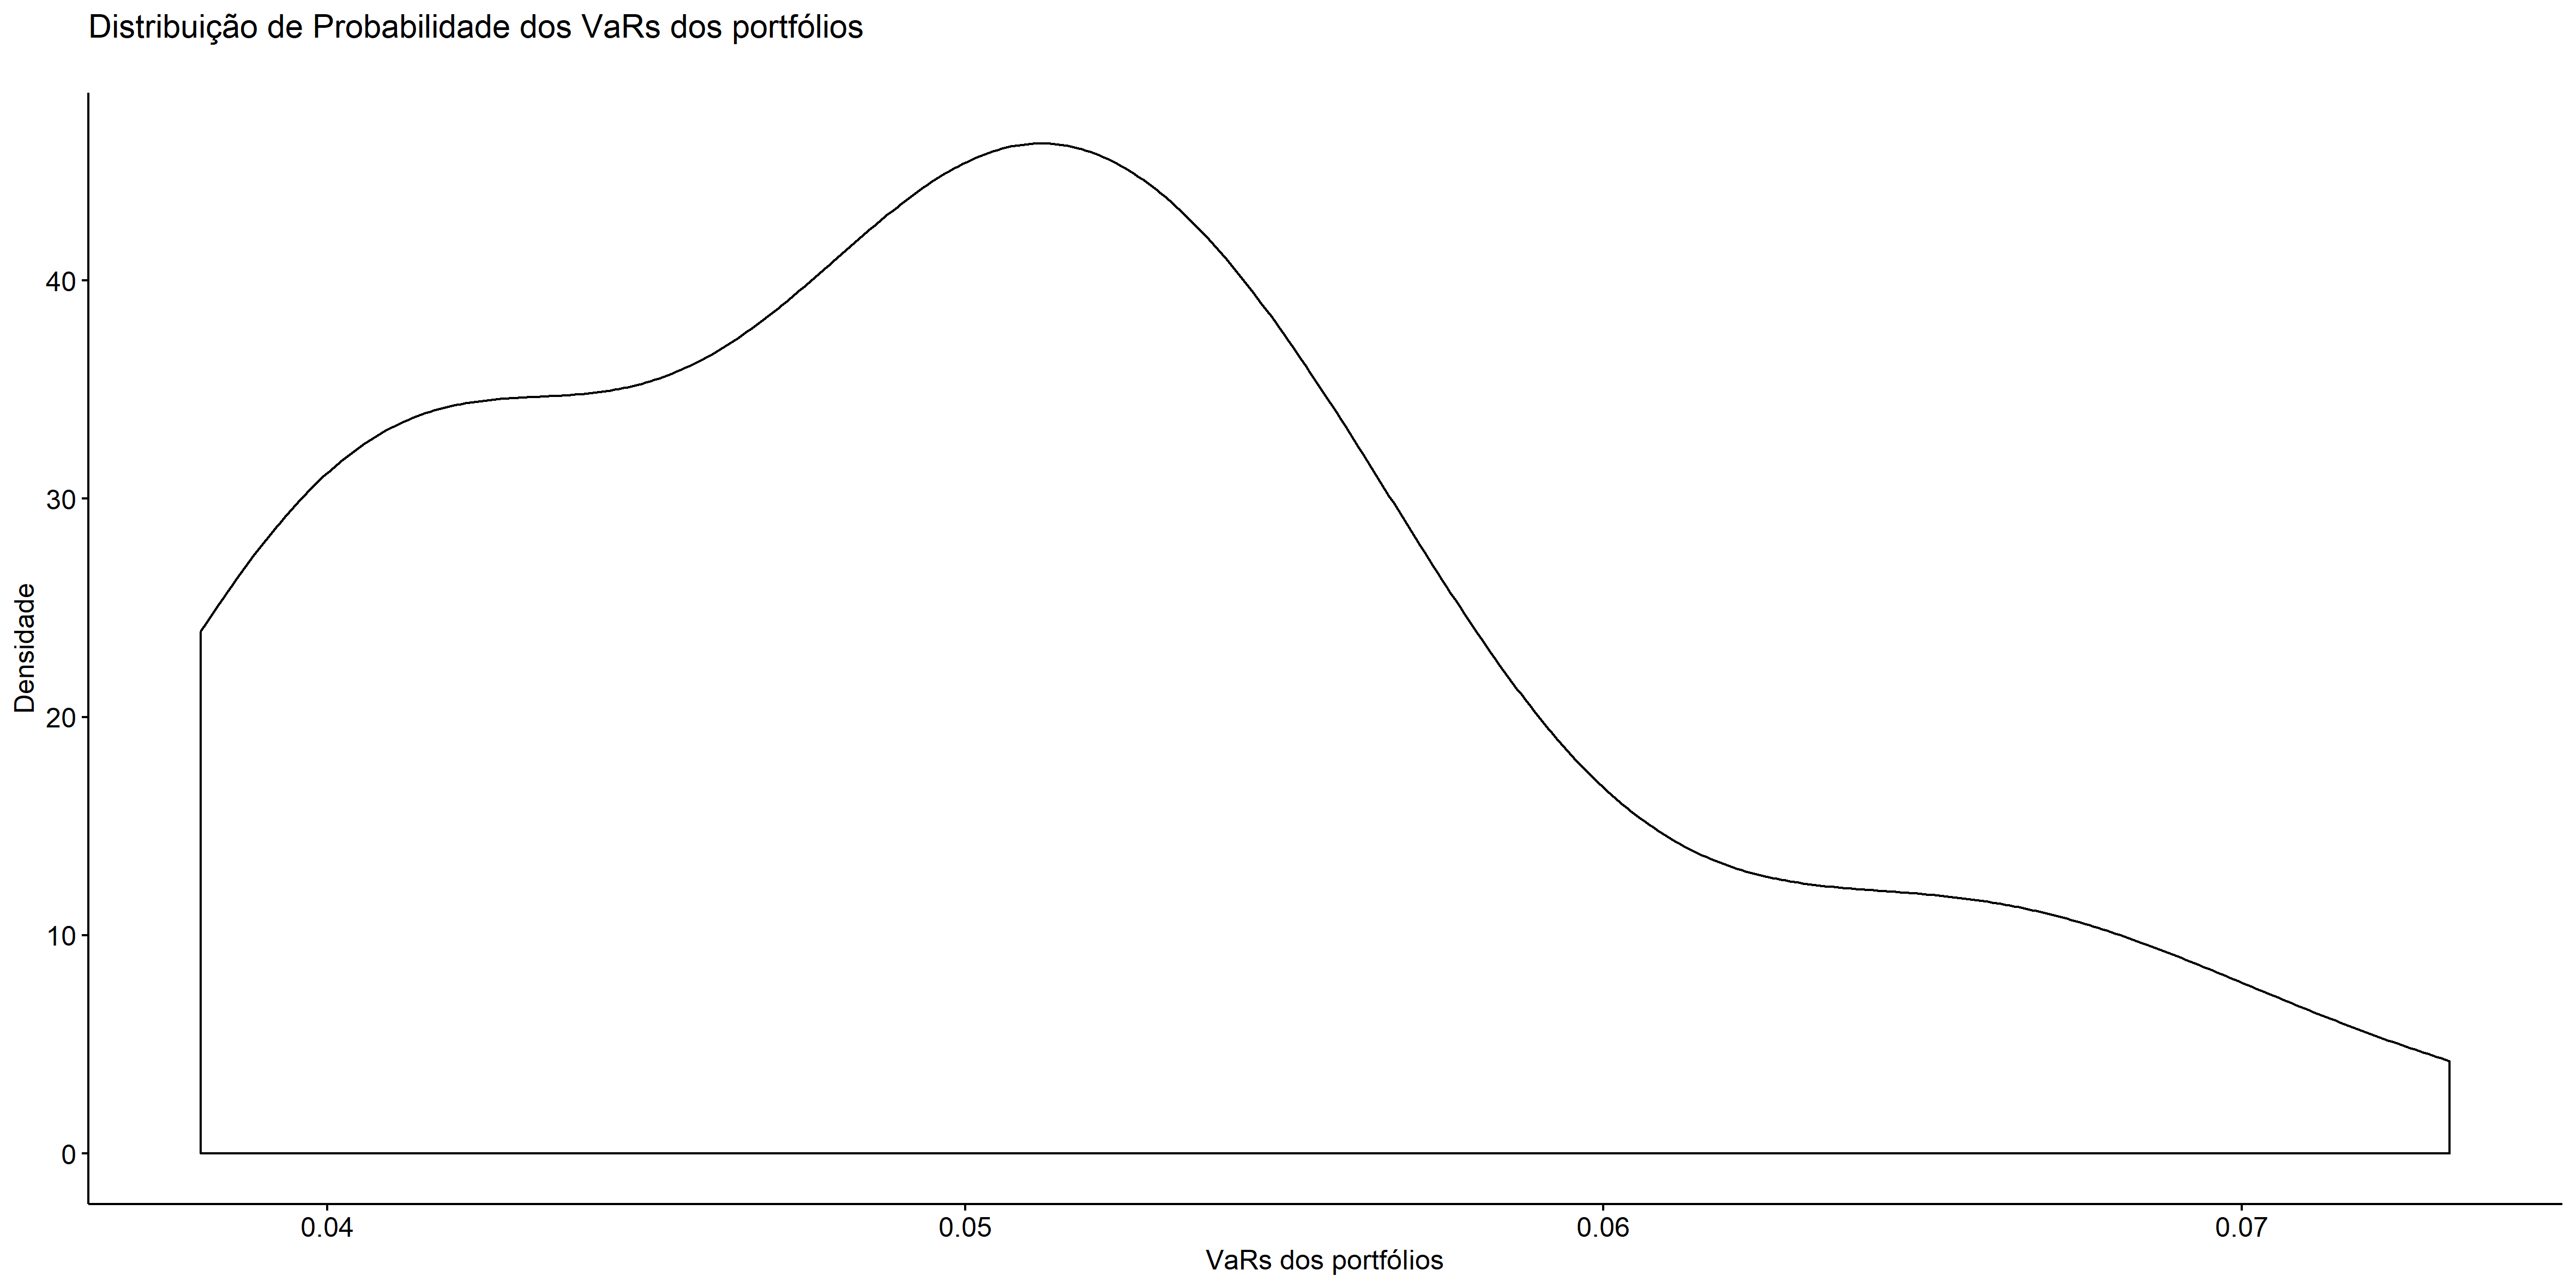 Distribuição de Probabilidade dos VaRs dos portfólios
Densidade
40
30
20
10
0
0.04 0.05 0.06 0.07
VaRs dos portfólios